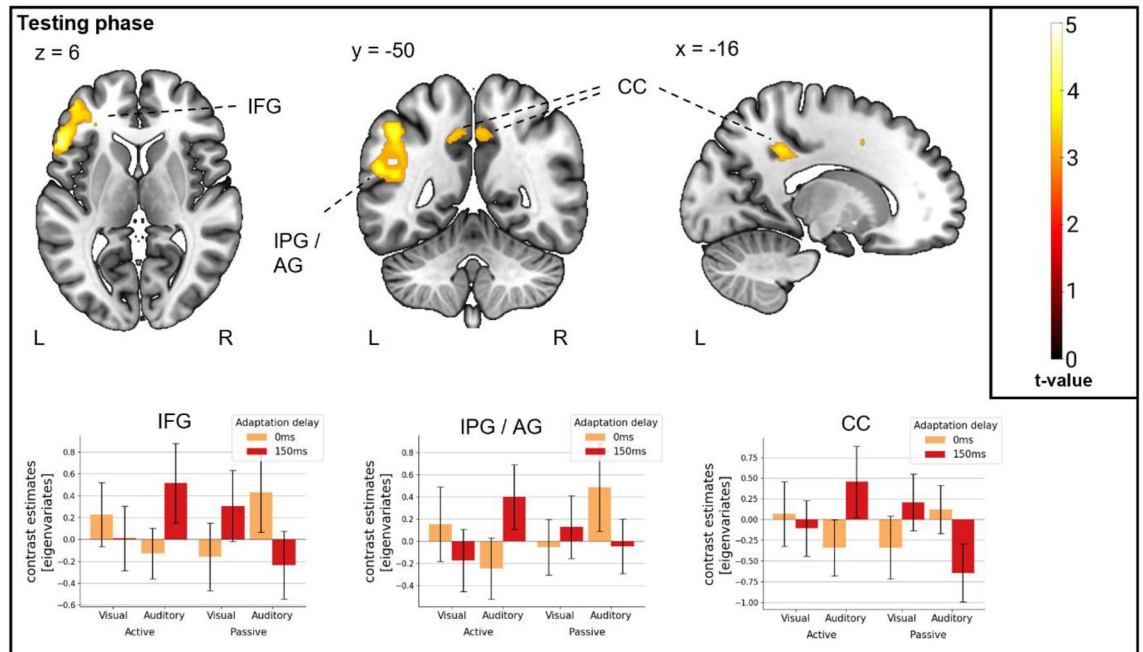 Testing phase
z = 6
y = -50
x = -16
IFG
CC
IPG /
AG
L
R
L
R
L
5
4
3
2
1
0
t-value
IFG
Adaptation delay
0ms
150ms
contrast estimates
[eigenvariates]
0.8
0.6
0.4
0.2
0.0
−0.2
−0.4
−0.6
Visual Auditory Visual Auditory
Active Passive
IPG / AG
Adaptation delay
0ms
150ms
contrast estimates
[eigenvariates]
0.8
0.6
0.4
0.2
0.0
−0.2
−0.4
Visual Auditory Visual Auditory
Active Passive
CC
Adaptation delay
0ms
150ms
contrast estimates
[eigenvariates]
0.75
0.50
0.25
0.00
−0.25
−0.50
−0.75
−1.00
Visual Auditory Visual Auditory
Active Passive